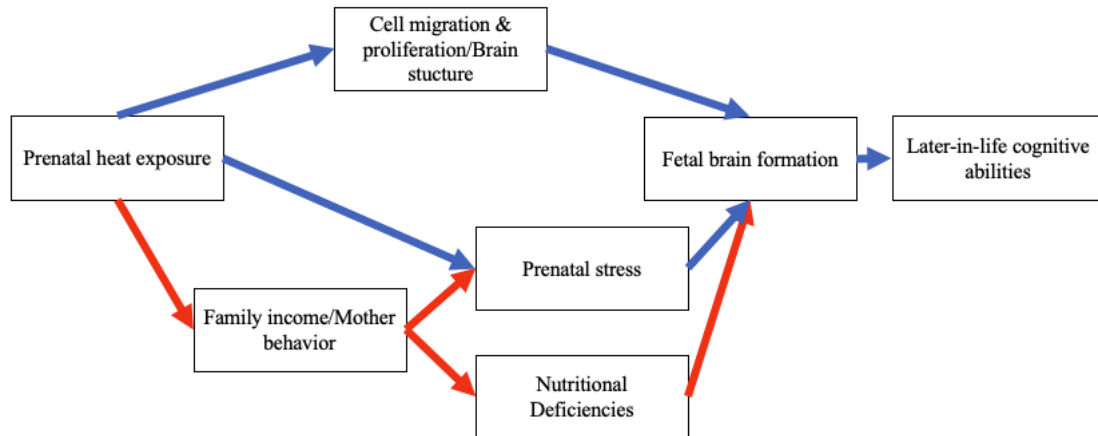 Cell migration &
proliferation/Brain
stucture
Prenatal heat exposure
Fetal brain formation
Later-in-life cognitive
abilities
Prenatal stress
Family income/Mother
behavior
Nutritional
Deficiencies